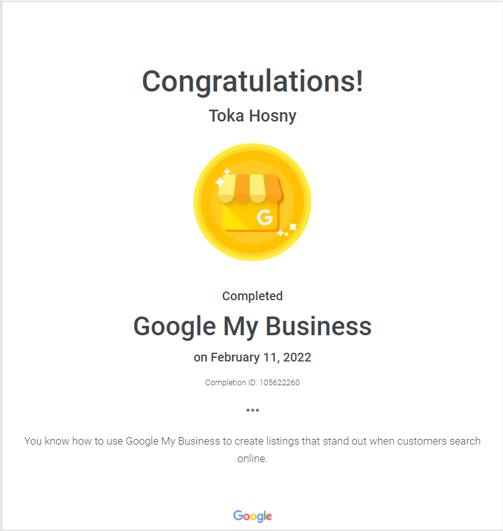 Congratulations!
Toka Hosny
G
Completed
Google My Business
on February 11, 2022
Completion ID: 105622260
•••
You know how to use Google My Business to create listings that stand out when customers search
online.
Google